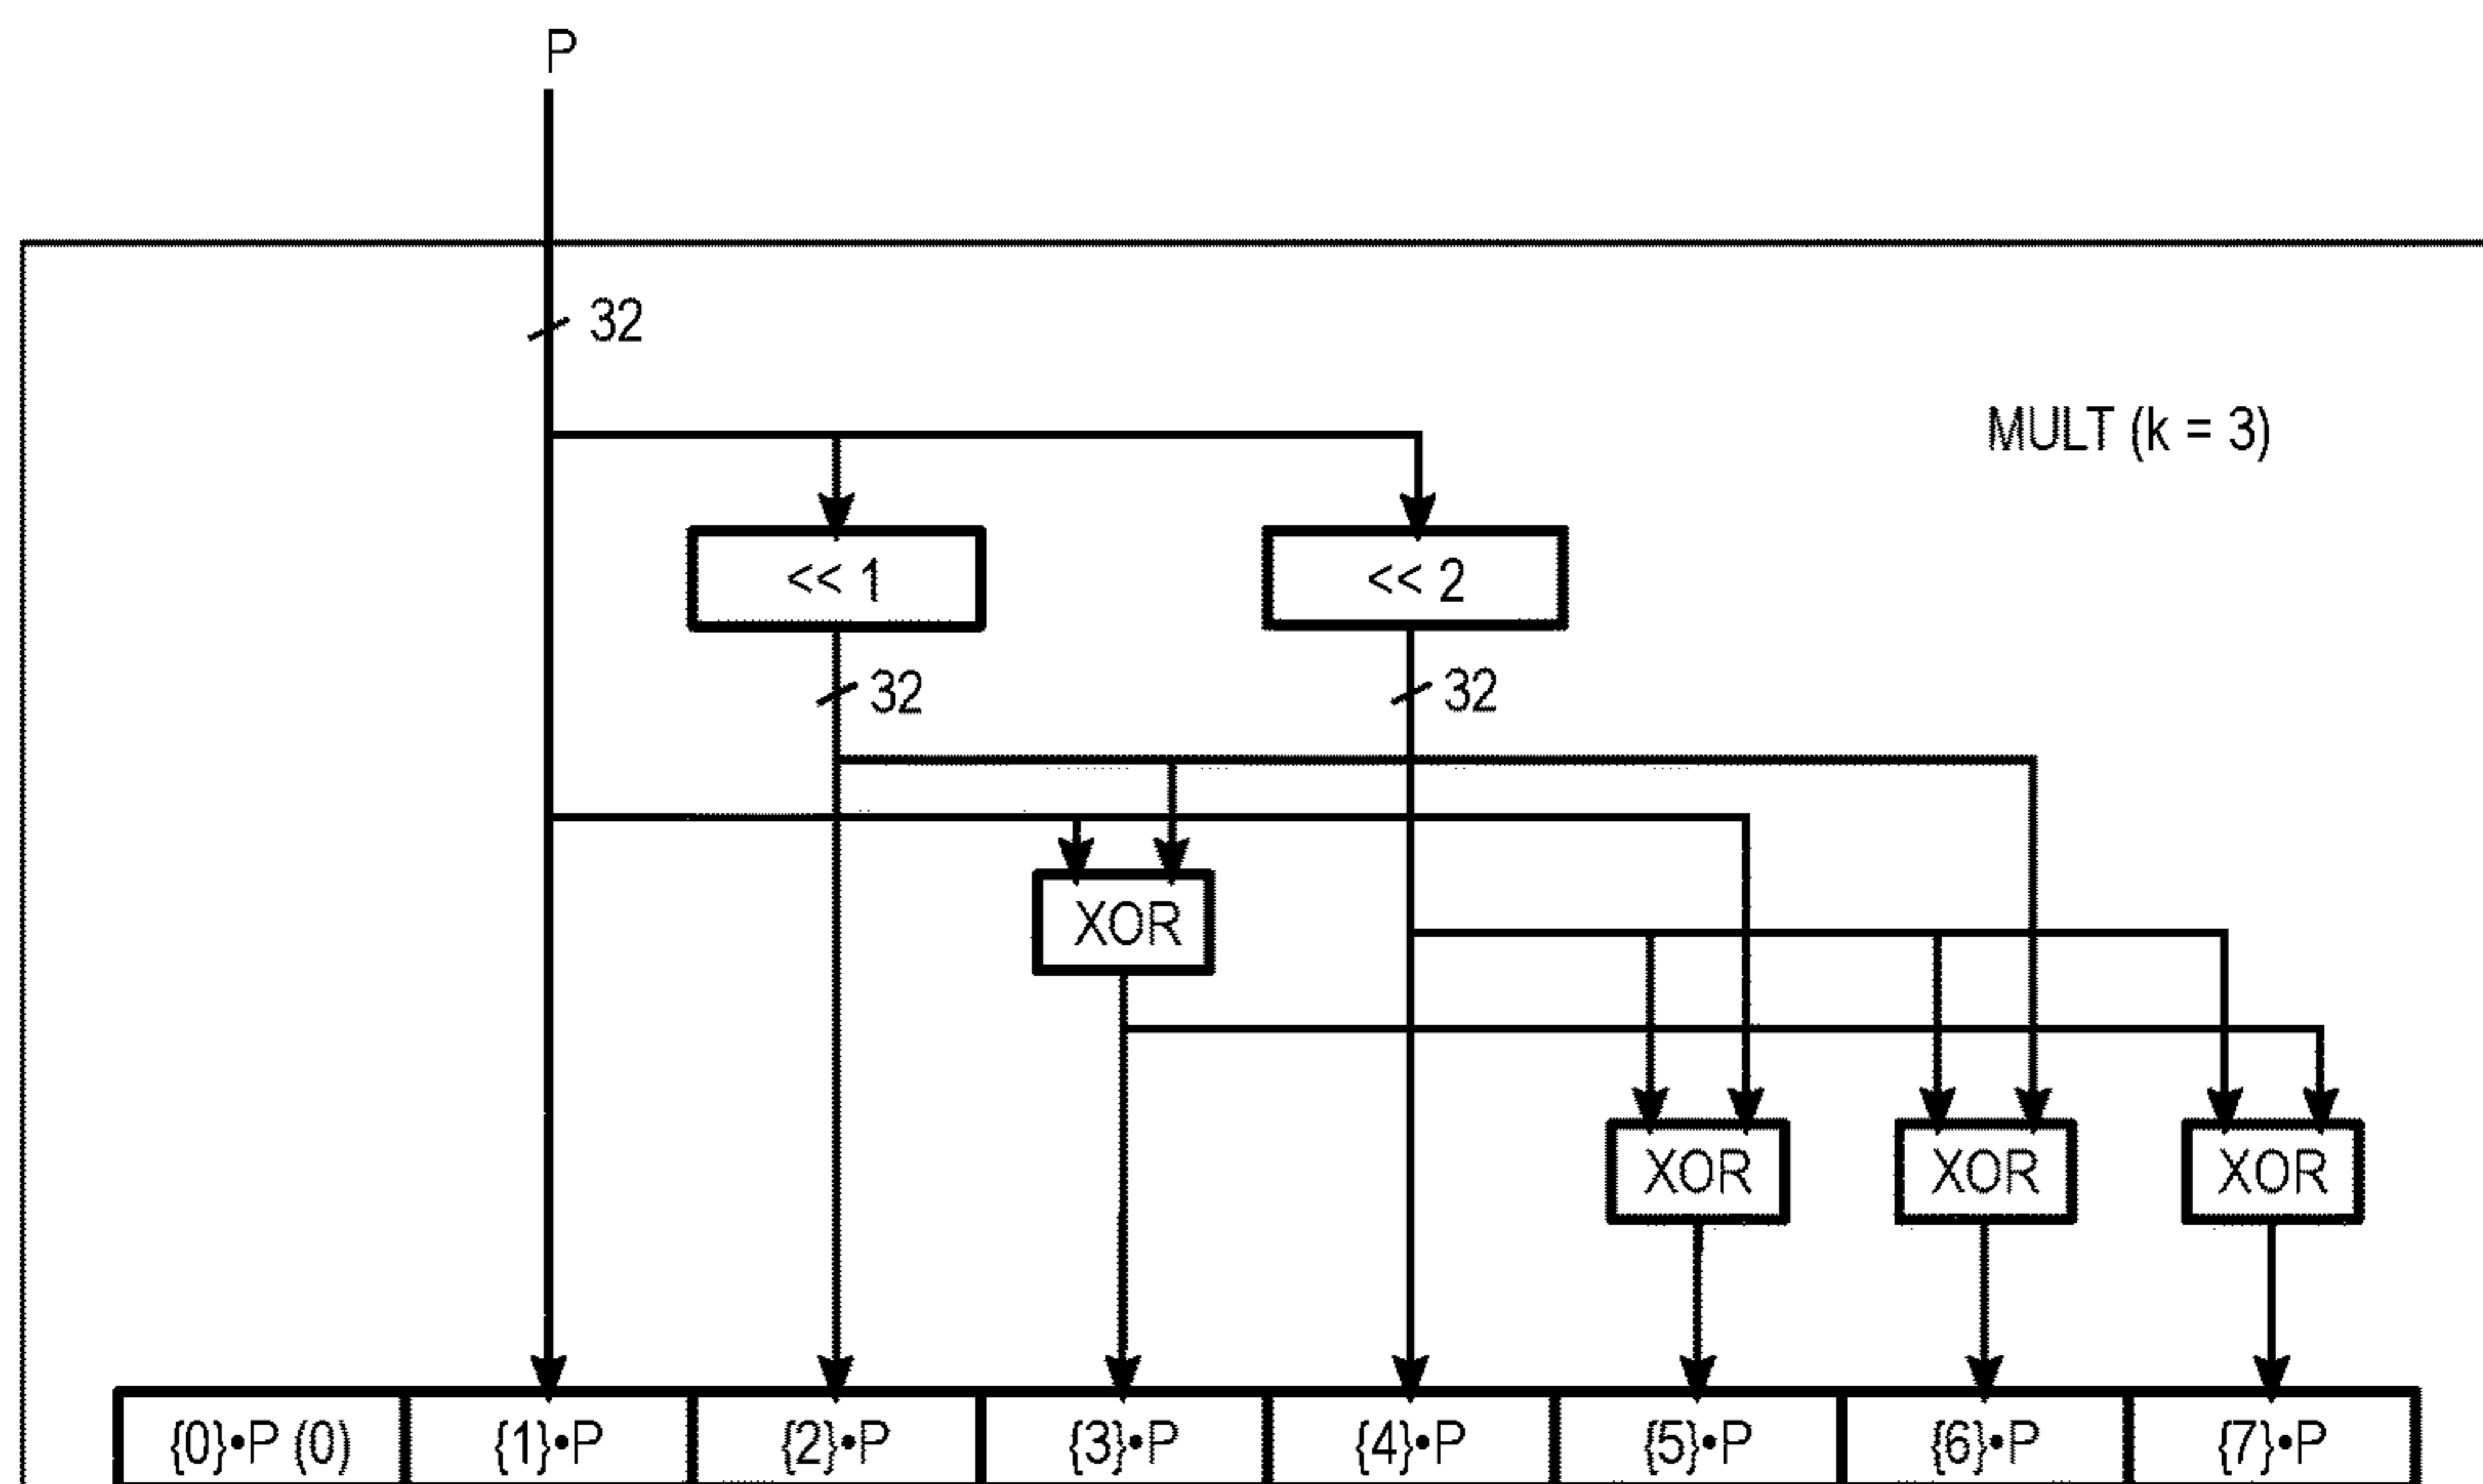 P
32
MULT (k = 3)
<< 1
<< 2
32
32
XOR
XOR
XOR
XOR
{0}•P (0)
{1}•P
{2}•P
{3}•P
{4}•P
{5}•P
{6}•P
{7}•P